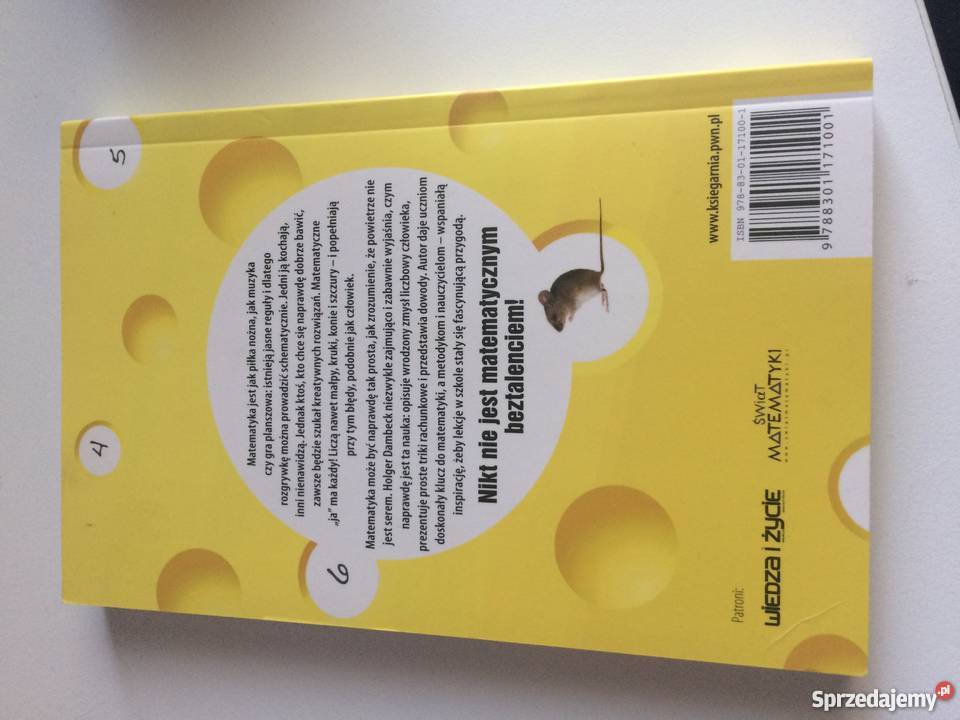 5
4
6
Matematyka jest jak piłka nożna, jak muzyka
czy gra planszowa: istnieją jasne reguły i dlatego
rozgrywkę można prowadzić schematycznie. Jedni ją kochają,
inni nienawidzą. Jednak ktoś, kto chce się naprawdę dobrze bawić,
zawsze będzie szukał kreatywnych rozwiązań. Matematyczne
„ja” ma każdy! Liczą nawet małpy, kruki, konie i szczury – i popełniają
przy tym błędy, podobnie jak człowiek.
Matematyka może być naprawdę tak prosta, jak zrozumienie, że powietrze nie
jest serem. Holger Dambeck niezwykle zajmująco i zabawnie wyjaśnia, czym
naprawdę jest ta nauka: opisuje wrodzony zmysł liczbowy człowieka,
prezentuje proste triki rachunkowe i przedstawia dowody. Autor daje uczniom
doskonały klucz do matematyki, a metodykom i nauczycielom – wspaniałą
inspirację, żeby lekcje w szkole stały się fascynującą przygodą.
Nikt nie jest matematycznym
beztalenciem!
Patroni:
wiedza i życie
świat
MATEMATYKI
www.ksiegarnia.pwn.pl
ISBN 978-83-01-17100-1
9 788301 171001
Sprzedajemy.pl